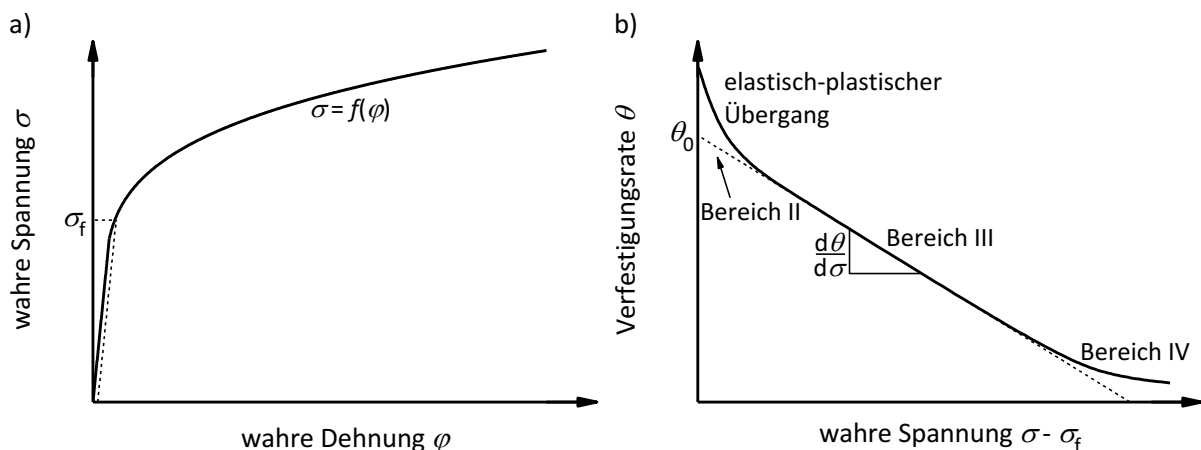 a)
wahre Spannung σ
σf
σ = f(φ)
wahre Dehnung φ
b)
Verfestigungsrate θ
θ0
elastisch-plastischer
Übergang
Bereich II
Bereich III
dθ
dσ
Bereich IV
wahre Spannung σ - σf